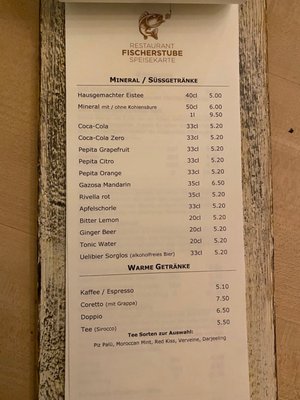 RESTAURANT
FISCHERSTUBE
SPEISEKARTE
MINERAL / SÜSSGETRÄNKE
Hausgemachter Eistee 40cl 5.00
Mineral mit / ohne Kohlensäure 50cl 6.00
1l 9.50
Coca-Cola 33cl 5.20
Coca-Cola Zero 33cl 5.20
Pepita Grapefruit 33cl 5.20
Pepita Citro 33cl 5.20
Pepita Orange 33cl 5.20
Gazosa Mandarin 35cl 6.50
Rivella rot 35cl 5.20
Apfelschorle 33cl 5.20
Bitter Lemon 20cl 5.20
Ginger Beer 20cl 5.20
Tonic Water 20cl 5.20
Uelibier Sorglos (alkoholfreies Bier) 33cl 5.20
WARME GETRÄNKE
Kaffee / Espresso 5.10
Coretto (mit Grappa) 7.50
Doppio 6.50
Tee (Sirocco) 5.50
Tee Sorten zur Auswahl:
Piz Palü, Moroccan Mint, Red Kiss, Verveine, Darjeeling